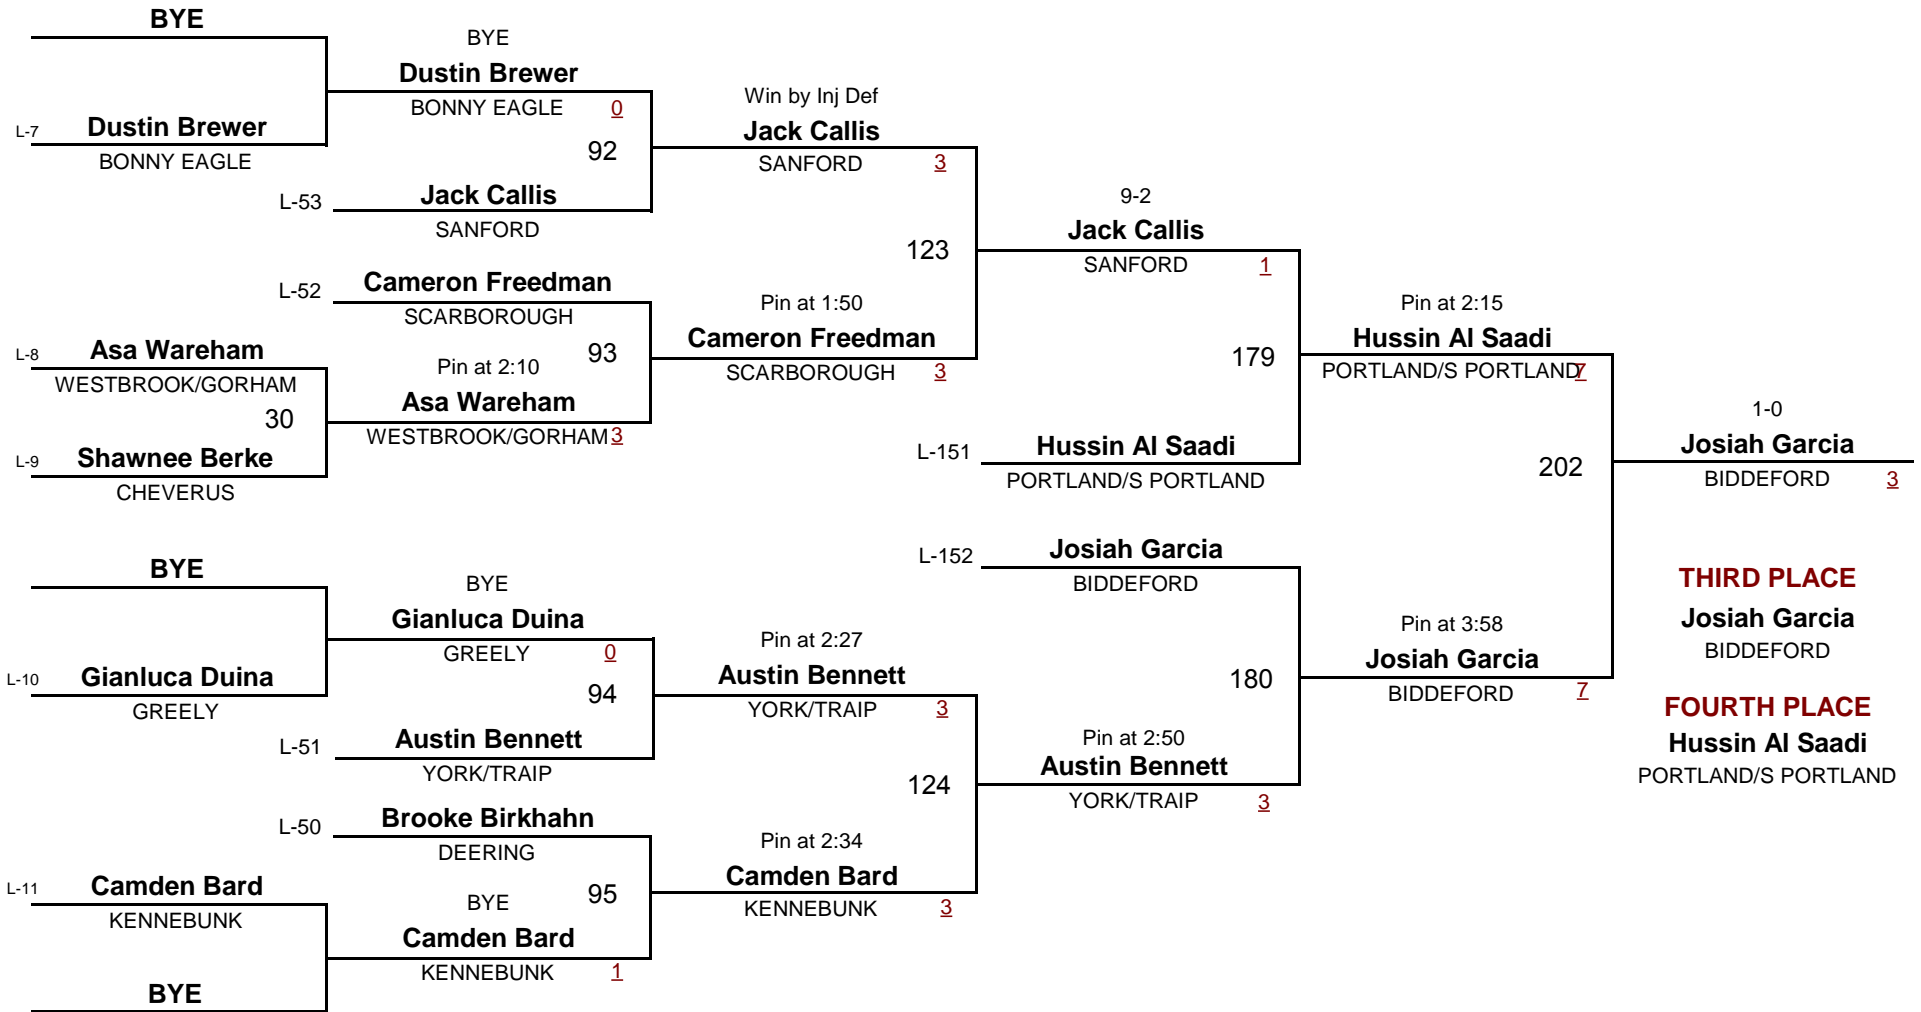 BYE
L-7 Dustin Brewer
BONNY EAGLE
L-8 Asa Wareham
WESTBROOK/GORHAM
30
L-9 Shawnee Berke
CHEVERUS
BYE
L-10 Gianluca Duina
GREELY
L-11 Camden Bard
KENNEBUNK
BYE
BYE
Dustin Brewer
BONNY EAGLE 0
92
L-53 Jack Callis
SANFORD
L-52 Cameron Freedman
SCARBOROUGH
93
Pin at 2:10
Asa Wareham
WESTBROOK/GORHAM 3
BYE
Gianluca Duina
GREELY 0
94
L-51 Austin Bennett
YORK/TRAIP
L-50 Brooke Birkhahn
DEERING
95
BYE
Camden Bard
KENNEBUNK 1
Win by Inj Def
Jack Callis
SANFORD 3
123
Pin at 1:50
Cameron Freedman
SCARBOROUGH 3
Pin at 2:27
Austin Bennett
YORK/TRAIP 3
124
Pin at 2:34
Camden Bard
KENNEBUNK 3
9-2
Jack Callis
SANFORD 1
179
L-151 Hussin Al Saadi
PORTLAND/S PORTLAND
L-152 Josiah Garcia
BIDDEFORD
180
Pin at 2:50
Austin Bennett
YORK/TRAIP 3
Pin at 2:15
Hussin Al Saadi
PORTLAND/S PORTLAND 7
202
Pin at 3:58
Josiah Garcia
BIDDEFORD 7
1-0
Josiah Garcia
BIDDEFORD 3
THIRD PLACE
Josiah Garcia
BIDDEFORD
FOURTH PLACE
Hussin Al Saadi
PORTLAND/S PORTLAND